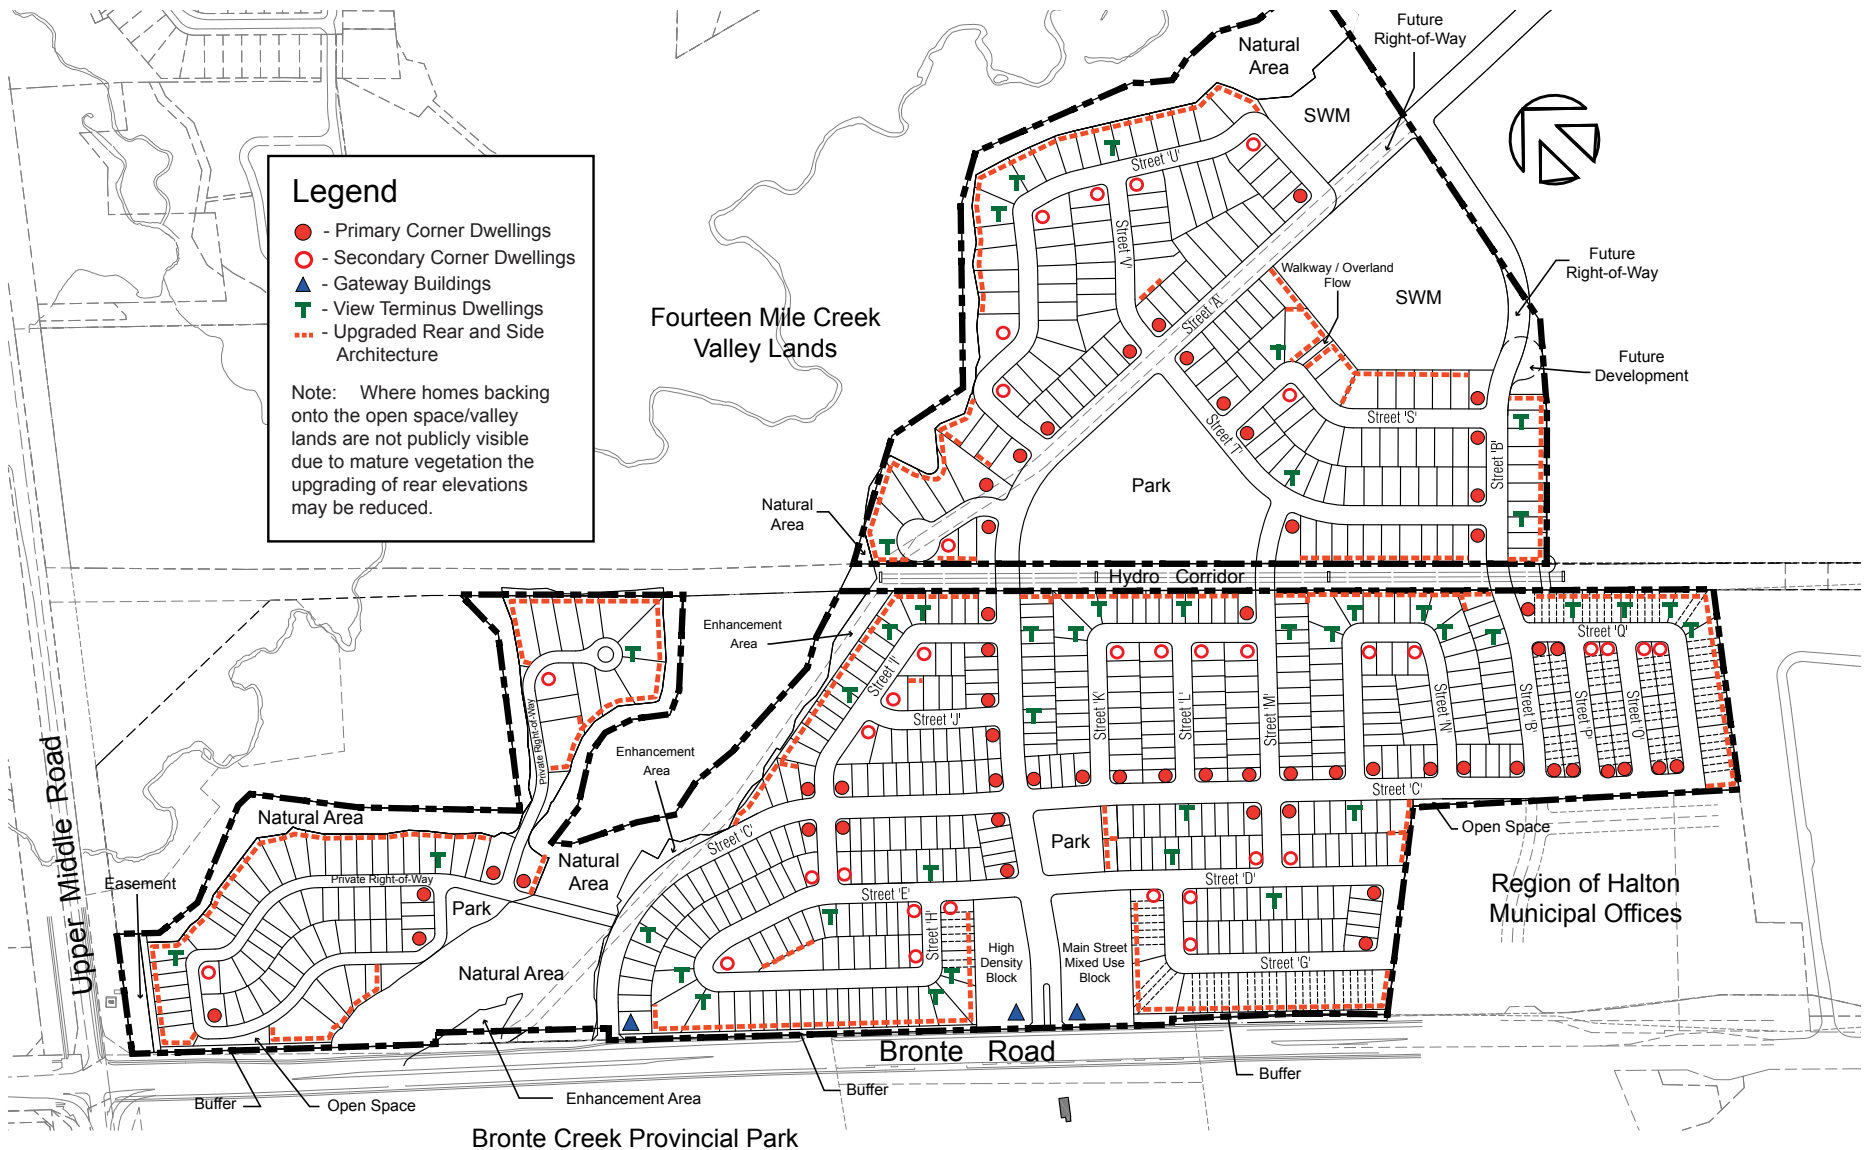 Future
Right-of-Way
Natural
Area
SWM
Street 'U'
Legend
- Primary Corner Dwellings
- Secondary Corner Dwellings
- Gateway Buildings
- View Terminus Dwellings
- Upgraded Rear and Side
Architecture
Note: Where homes backing
onto the open space/valley
lands are not publicly visible
due to mature vegetation the
upgrading of rear elevations
may be reduced.
Street 'V'
Future
Right-of-Way
Walkway / Overland
Flow
SWM
Street 'A'
Fourteen Mile Creek
Valley Lands
Future
Development
Street 'S'
Street 'T'
Street 'B'
Park
Natural
Area
Hydro Corridor
Enhancement
Area
Street 'Q'
Street 'I'
Street 'J'
Street 'K'
Street 'L'
Street 'M'
Street 'N'
Street 'B'
Street 'P'
Street 'O'
Private Right-of-Way
Enhancement
Area
Street 'C'
Natural Area
Open Space
Street 'C'
Park
Upper Middle Road
Easement
Private Right-of-Way
Natural
Area
Park
Street 'E'
Street 'D'
Region of Halton
Municipal Offices
Street 'H'
High
Density
Block
Main Street
Mixed Use
Block
Street 'G'
Natural Area
Bronte Road
Buffer
Open Space
Enhancement Area
Buffer
Buffer
Bronte Creek Provincial Park